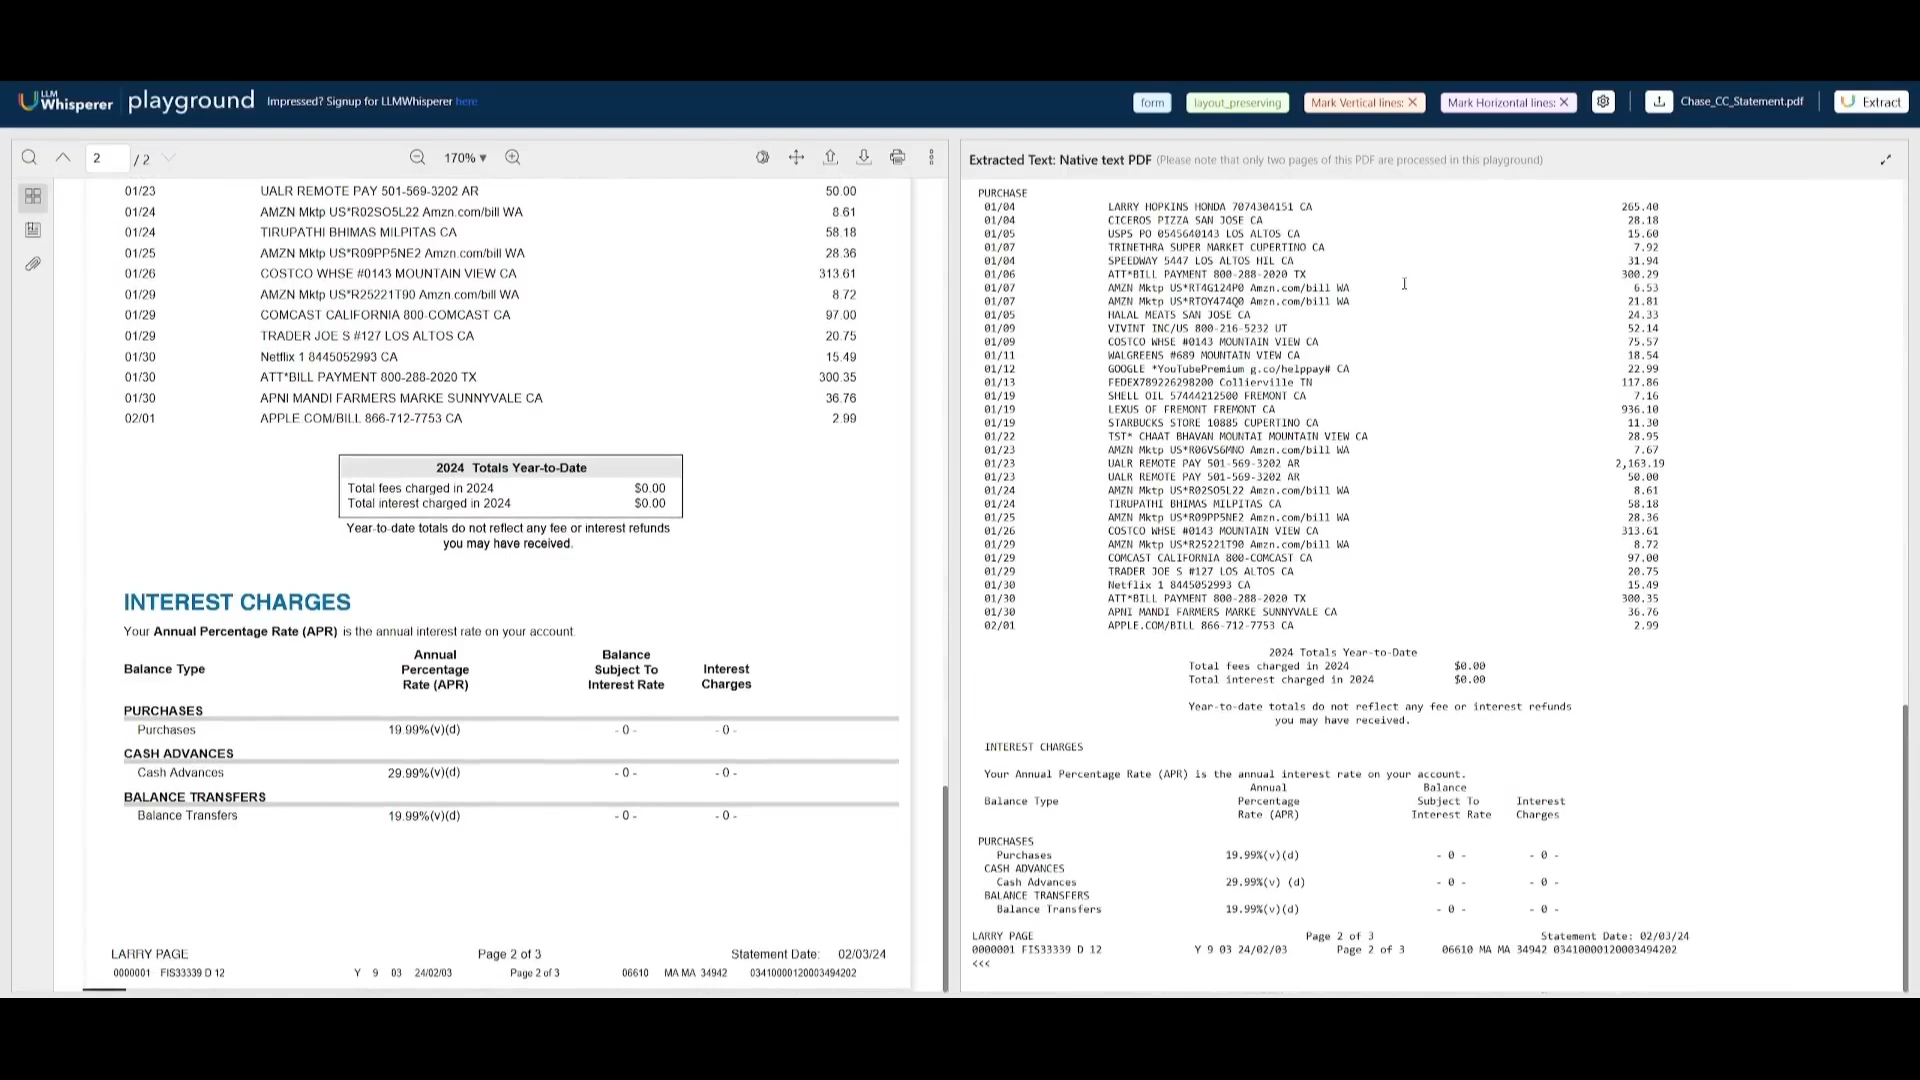 LLM Whisperer playground Impressed? Signup for LLMWhisperer here form layout_preserving Mark Vertical lines: X Mark Horizontal lines: X Chase_CC_Statement.pdf Extract
2 / 2 170%
01/23 UALR REMOTE PAY 501-569-3202 AR 50.00
01/24 AMZN Mktp US*R02SO5L22 Amzn.com/bill WA 8.61
01/24 TIRUPATHI BHIMAS MILPITAS CA 58.18
01/25 AMZN Mktp US*R09PP5NE2 Amzn.com/bill WA 28.36
01/26 COSTCO WHSE #0143 MOUNTAIN VIEW CA 313.61
01/29 AMZN Mktp US*R25221T90 Amzn.com/bill WA 8.72
01/29 COMCAST CALIFORNIA 800-COMCAST CA 97.00
01/29 TRADER JOE S #127 LOS ALTOS CA 20.75
01/30 Netflix 1 8445052993 CA 15.49
01/30 ATT*BILL PAYMENT 800-288-2020 TX 300.35
01/30 APNI MANDI FARMERS MARKE SUNNYVALE CA 36.76
02/01 APPLE.COM/BILL 866-712-7753 CA 2.99
2024 Totals Year-to-Date
Total fees charged in 2024 $0.00
Total interest charged in 2024 $0.00
Year-to-date totals do not reflect any fee or interest refunds
you may have received.
INTEREST CHARGES
Your Annual Percentage Rate (APR) is the annual interest rate on your account.
Annual Balance
Balance Type Percentage Subject To Interest
Rate (APR) Interest Rate Charges
PURCHASES
Purchases 19.99%(v)(d) - 0 - - 0 -
CASH ADVANCES
Cash Advances 29.99%(v)(d) - 0 - - 0 -
BALANCE TRANSFERS
Balance Transfers 19.99%(v)(d) - 0 - - 0 -
LARRY PAGE Page 2 of 3 Statement Date: 02/03/24
0000001 FIS33339 D 12 Y 9 03 24/02/03 Page 2 of 3 06610 MA MA 34942 03410000120003494202
Extracted Text: Native text PDF (Please note that only two pages of this PDF are processed in this playground)
PURCHASE
01/04 LARRY HOPKINS HONDA 7074304151 CA 265.40
01/04 CICEROS PIZZA SAN JOSE CA 28.18
01/05 USPS PO 0545640143 LOS ALTOS CA 15.60
01/07 TRINETHRA SUPER MARKET CUPERTINO CA 7.92
01/04 SPEEDWAY 5447 LOS ALTOS HIL CA 31.94
01/06 ATT*BILL PAYMENT 800-288-2020 TX 300.29
01/07 AMZN Mktp US*RT4G124P0 Amzn.com/bill WA 6.53
01/07 AMZN Mktp US*RT0Y474Q0 Amzn.com/bill WA 21.81
01/05 HALAL MEATS SAN JOSE CA 24.33
01/09 VIVINT INC/US 800-216-5232 UT 52.14
01/09 COSTCO WHSE #0143 MOUNTAIN VIEW CA 75.57
01/11 WALGREENS #689 MOUNTAIN VIEW CA 18.54
01/12 GOOGLE *YouTubePremium g.co/helppay# CA 22.99
01/13 FEDEX789226298200 Collierville TN 117.86
01/19 SHELL OIL 57444212500 FREMONT CA 7.16
01/19 LEXUS OF FREMONT FREMONT CA 936.10
01/19 STARBUCKS STORE 10885 CUPERTINO CA 11.30
01/22 TST* CHAAT BHAVAN MOUNTAI MOUNTAIN VIEW CA 28.95
01/23 AMZN Mktp US*R06VS6MNO Amzn.com/bill WA 7.67
01/23 UALR REMOTE PAY 501-569-3202 AR 2,163.19
01/23 UALR REMOTE PAY 501-569-3202 AR 50.00
01/24 AMZN Mktp US*R02SO5L22 Amzn.com/bill WA 8.61
01/24 TIRUPATHI BHIMAS MILPITAS CA 58.18
01/25 AMZN Mktp US*R09PP5NE2 Amzn.com/bill WA 28.36
01/26 COSTCO WHSE #0143 MOUNTAIN VIEW CA 313.61
01/29 AMZN Mktp US*R25221T90 Amzn.com/bill WA 8.72
01/29 COMCAST CALIFORNIA 800-COMCAST CA 97.00
01/29 TRADER JOE S #127 LOS ALTOS CA 20.75
01/30 Netflix 1 8445052993 CA 15.49
01/30 ATT*BILL PAYMENT 800-288-2020 TX 300.35
01/30 APNI MANDI FARMERS MARKE SUNNYVALE CA 36.76
02/01 APPLE.COM/BILL 866-712-7753 CA 2.99
2024 Totals Year-to-Date
Total fees charged in 2024 $0.00
Total interest charged in 2024 $0.00
Year-to-date totals do not reflect any fee or interest refunds
you may have received.
INTEREST CHARGES
Your Annual Percentage Rate (APR) is the annual interest rate on your account.
Annual Balance
Balance Type Percentage Subject To Interest
Rate (APR) Interest Rate Charges
PURCHASES
Purchases 19.99%(v)(d) - 0 - - 0 -
CASH ADVANCES
Cash Advances 29.99%(v) (d) - 0 - - 0 -
BALANCE TRANSFERS
Balance Transfers 19.99%(v)(d) - 0 - - 0 -
LARRY PAGE Page 2 of 3 Statement Date: 02/03/24
0000001 FIS33339 D 12 Y 9 03 24/02/03 Page 2 of 3 06610 MA MA 34942 03410000120003494202
<<<